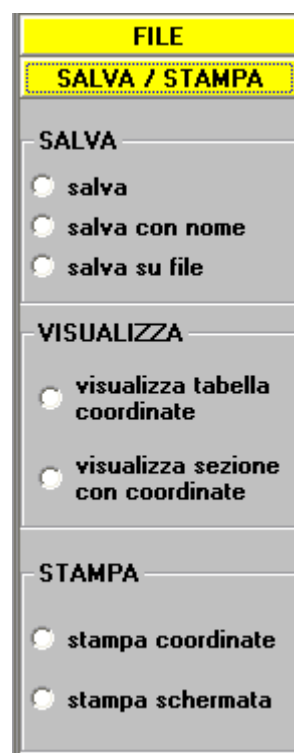 FILE
SALVA / STAMPA
SALVA
salva
salva con nome
salva su file
VISUALIZZA
visualizza tabella
coordinate
visualizza sezione
con coordinate
STAMPA
stampa coordinate
stampa schermata